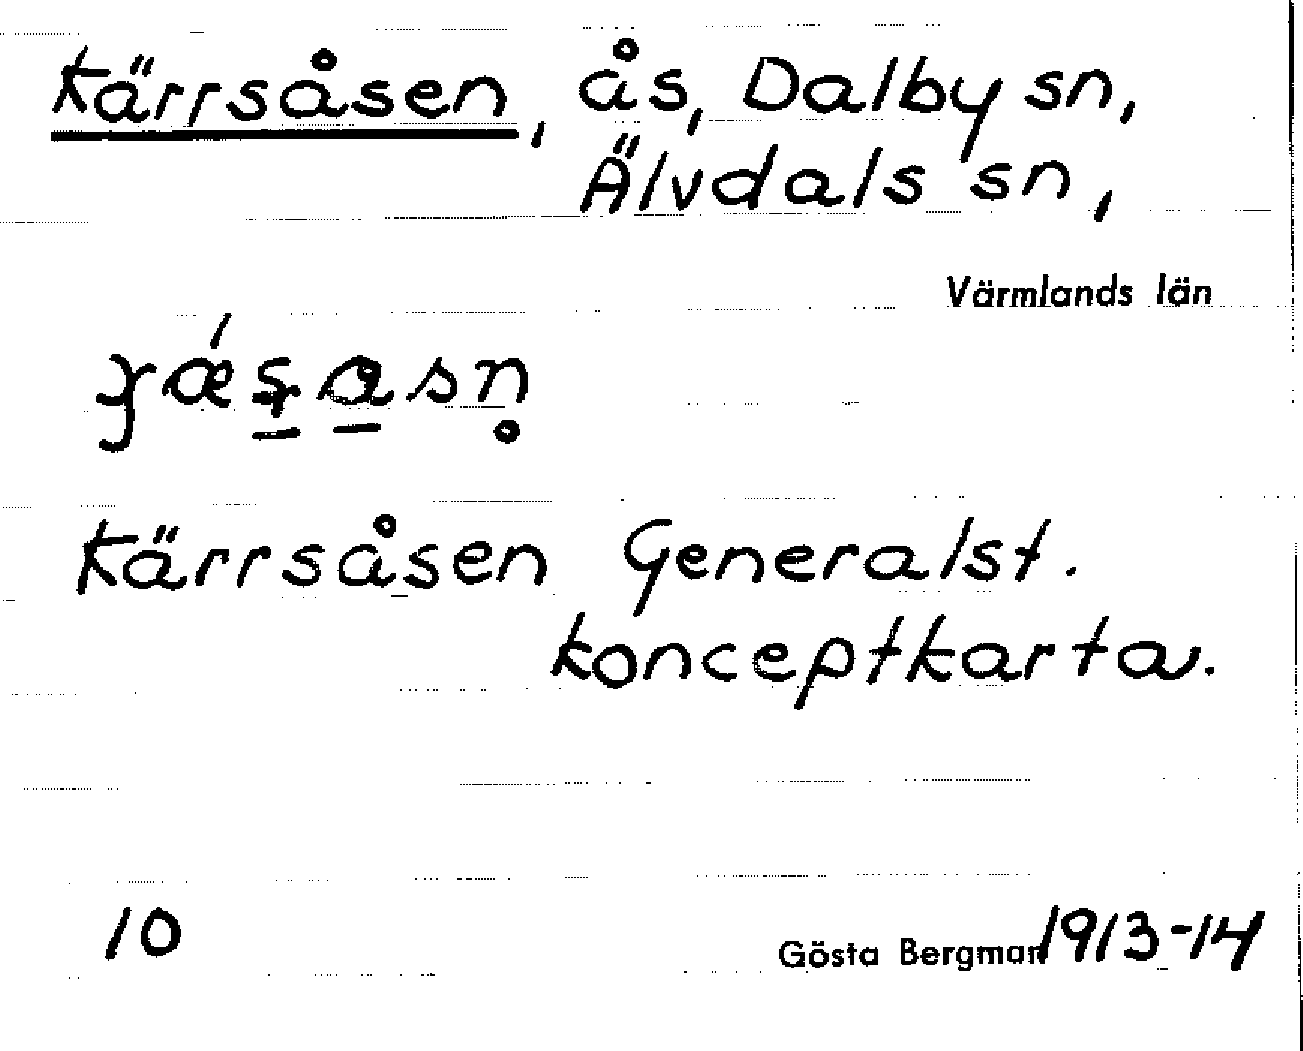 Kärrsåsen, ås, Dalby sn,
Älvdals sn,
Värmlands län
Kärrsåsen Generalst.
konceptkarta.
10 Gösta Bergman 1913-14